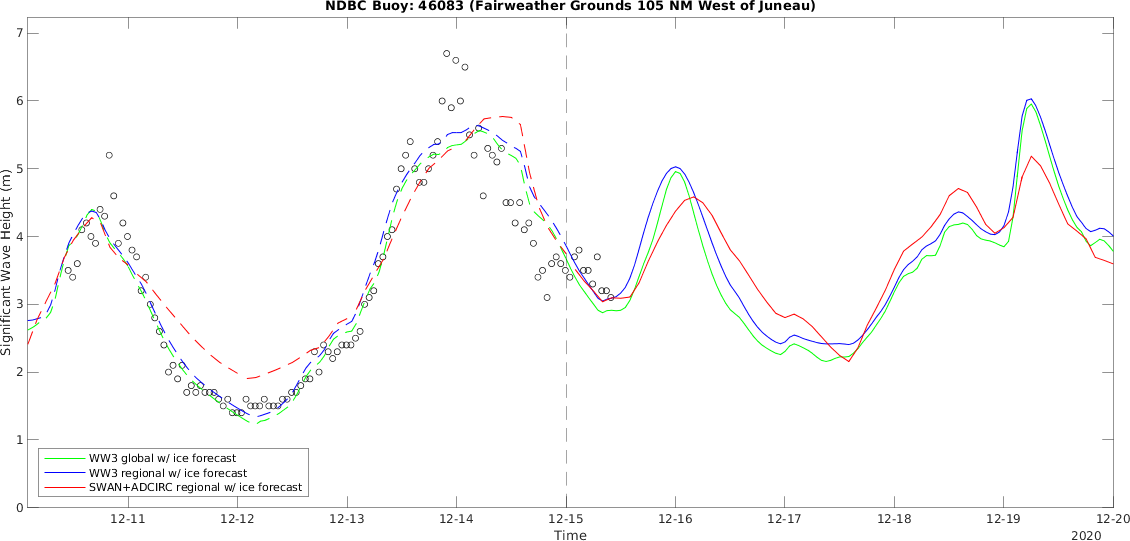 NDBC Buoy: 46083 (Fairweather Grounds 105 NM West of Juneau)
Significant Wave Height (m)
7
6
5
4
3
2
1
0
WW3 global w/ ice forecast
WW3 regional w/ ice forecast
SWAN+ADCIRC regional w/ ice forecast
12-11 12-12 12-13 12-14 12-15 12-16 12-17 12-18 12-19 12-20
Time
2020